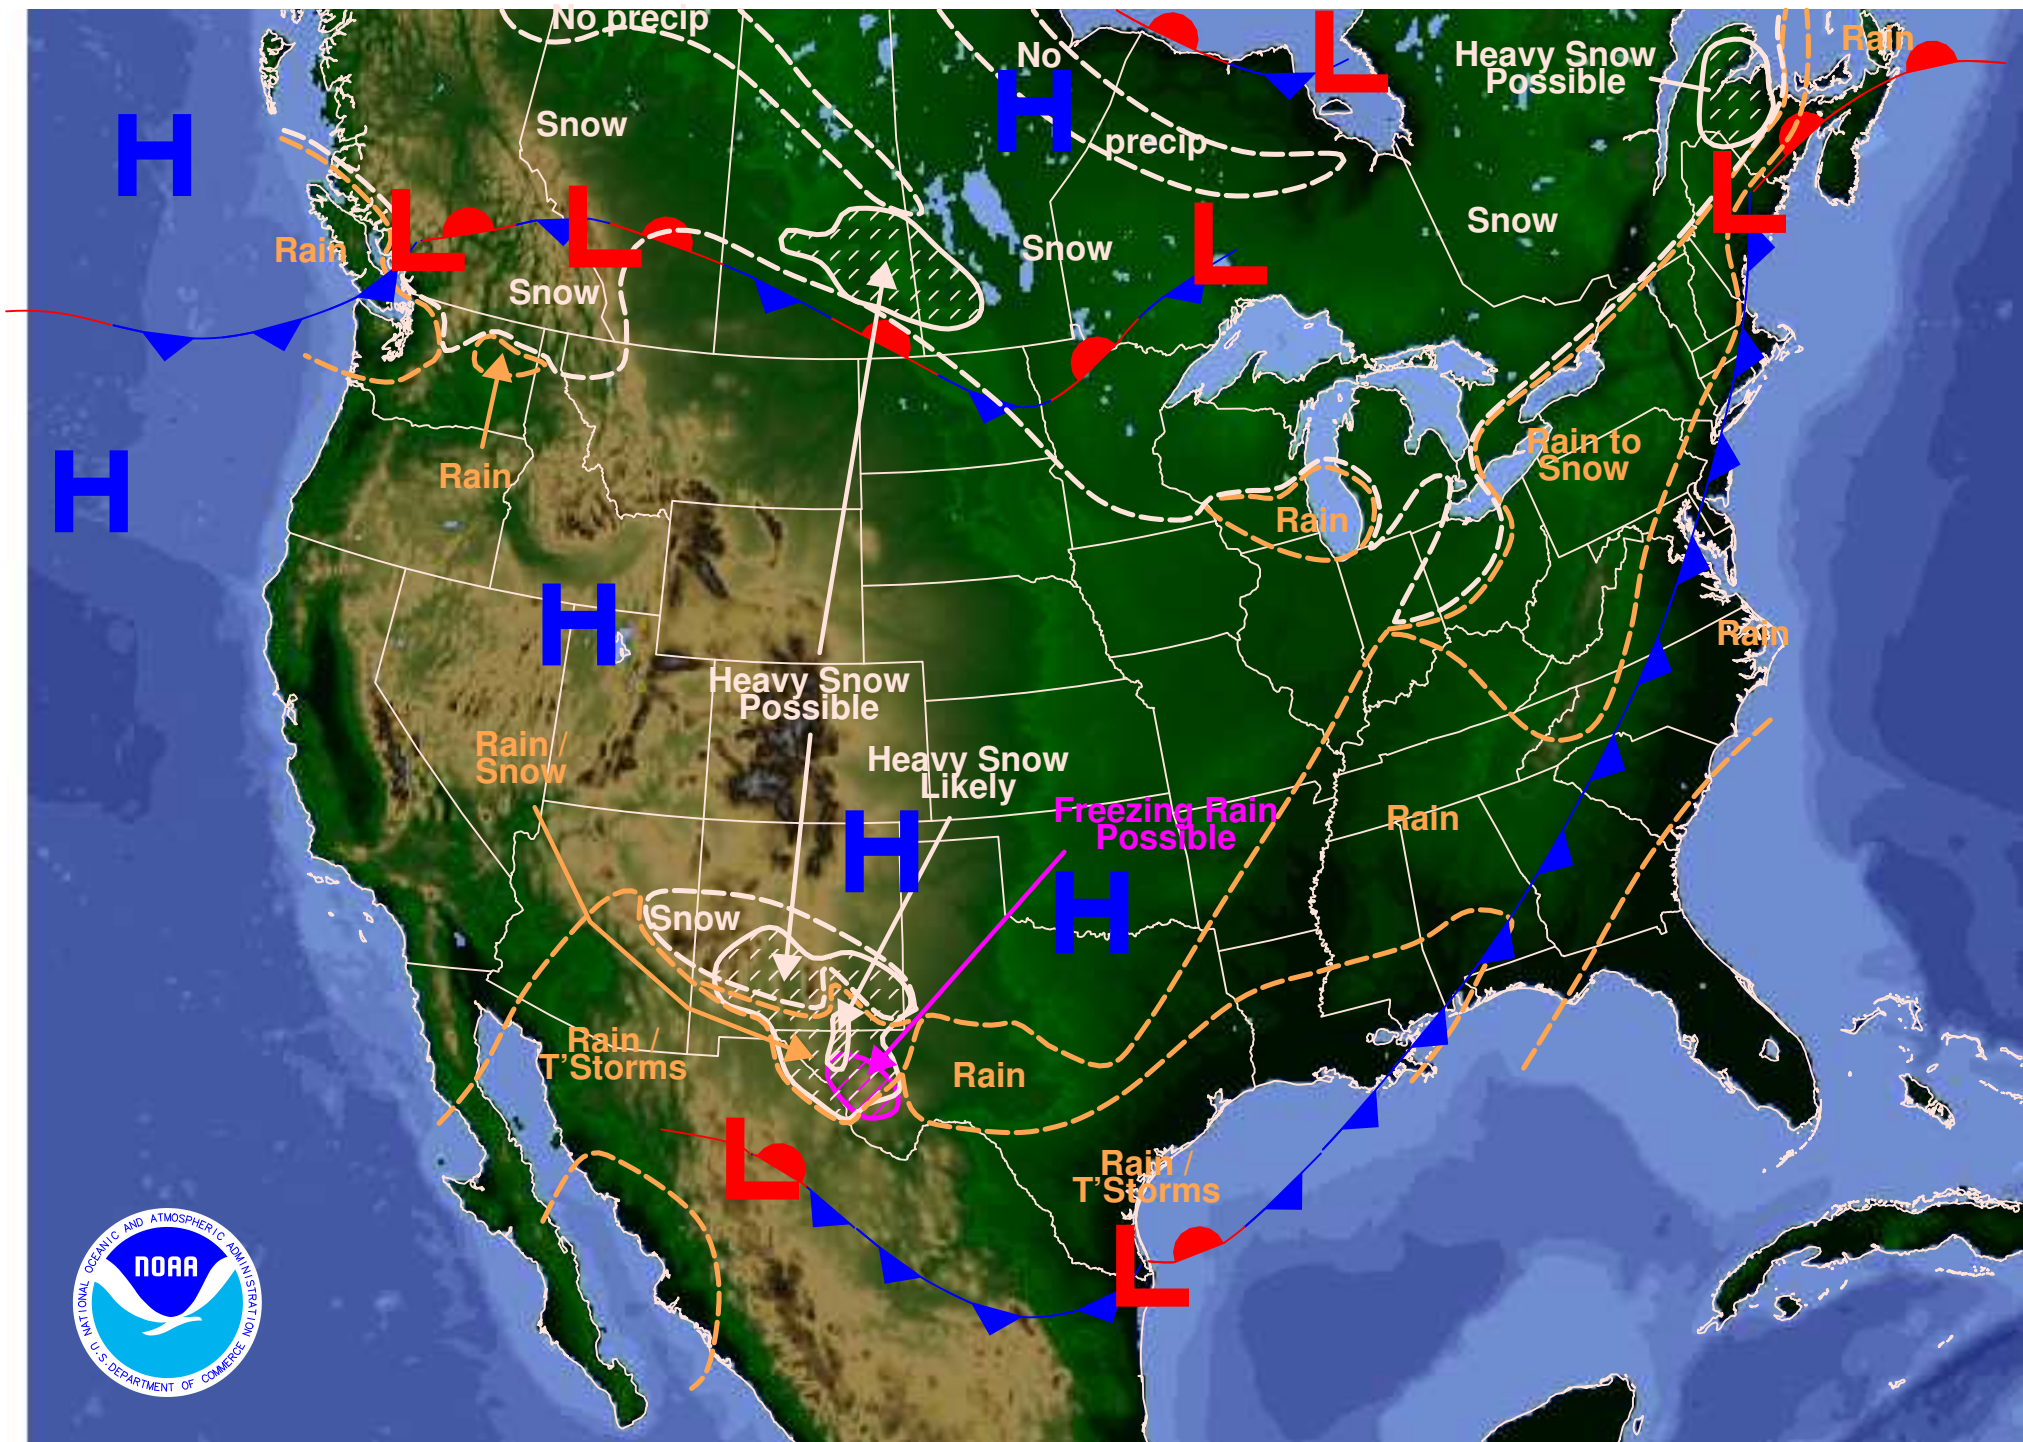 No precip
No
Heavy Snow
Possible
Rain
H
L
Snow
H
precip
H
L
L
L
L
L
Snow
Rain
Snow
Snow
Snow
Rain to
Snow
H
Rain
Rain
H
Rain
Heavy Snow
Possible
Rain /
Snow
Heavy Snow
Likely
Freezing Rain
Possible
Rain
H
H
Snow
Rain /
T'Storms
Rain
L
Rain /
T'Storms
L
NATIONAL OCEANIC AND ATMOSPHERIC ADMINISTRATION
NOAA
U.S. DEPARTMENT OF COMMERCE